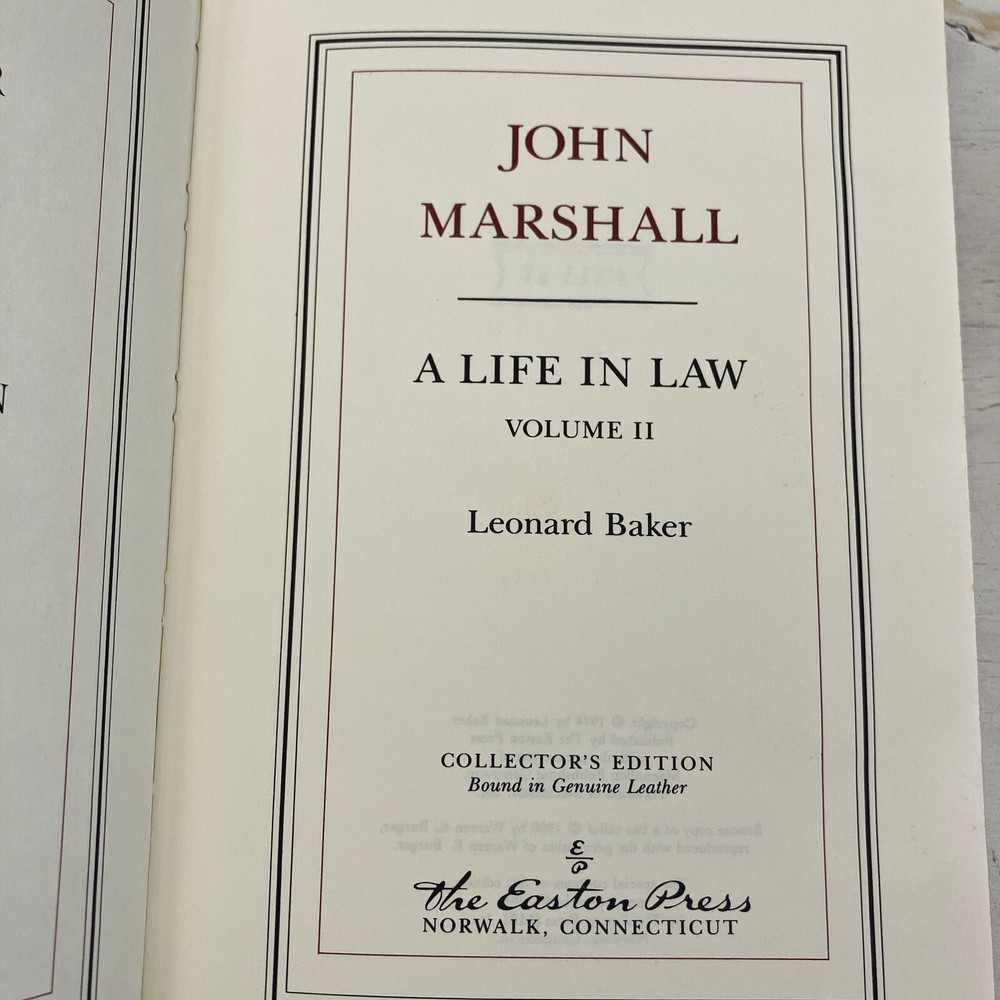 R
N
JOHN
MARSHALL
A LIFE IN LAW
VOLUME II
Leonard Baker
COLLECTOR'S EDITION
Bound in Genuine Leather
E
P
The Easton Press
NORWALK, CONNECTICUT